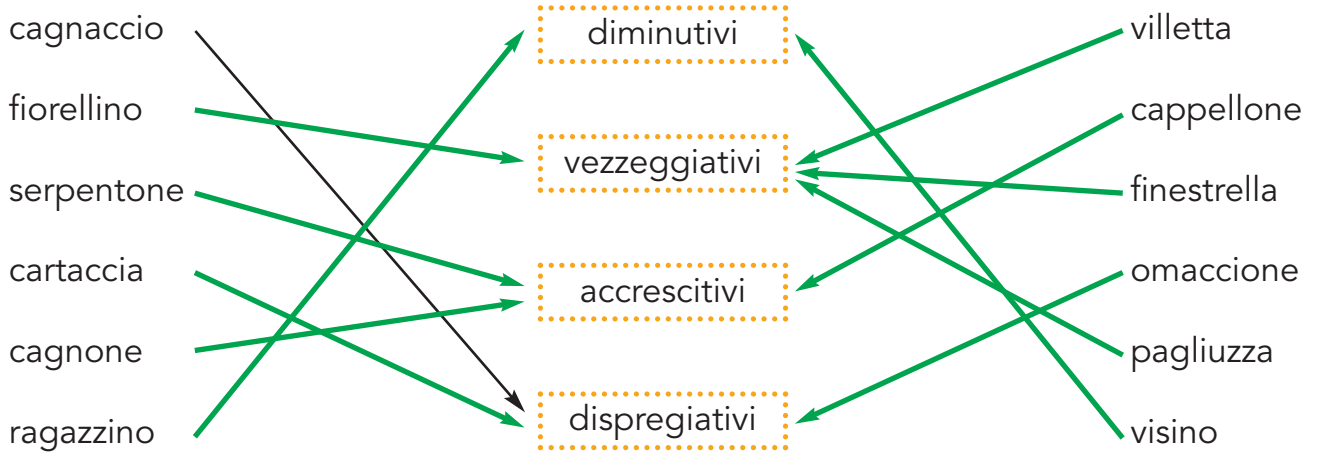 cagnaccio
fiorellino
serpentone
cartaccia
cagnone
ragazzino
diminutivi
vezzeggiativi
accrescitivi
dispregiativi
villetta
cappellone
finestrella
omaccione
pagliuzza
visino